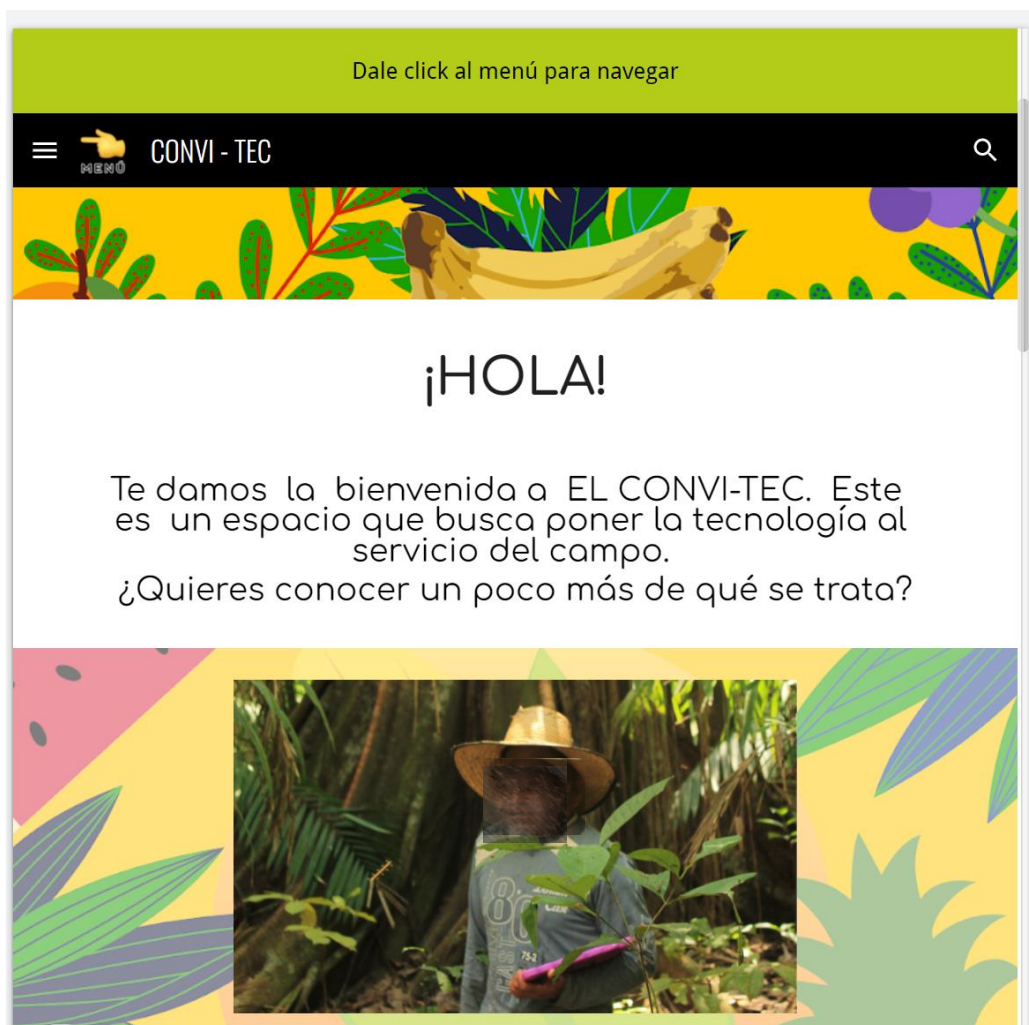 Dale click al menú para navegar
MENÚ
CONVI - TEC
¡HOLA!
Te damos la bienvenida a EL CONVI-TEC. Este
es un espacio que busca poner la tecnología al
servicio del campo.
¿Quieres conocer un poco más de qué se trata?
75-2